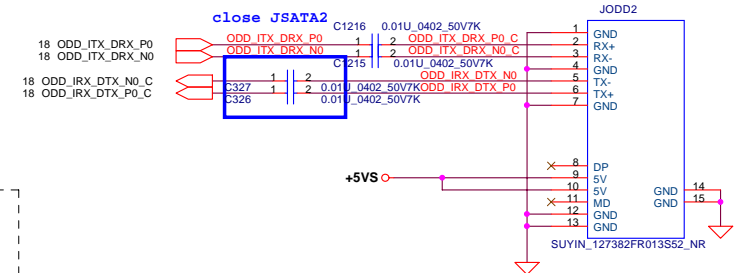 close JSATA2
JODD2
C1216 0.01U_0402_50V7K
1 GND
18 ODD_ITX_DRX_P0 ODD_ITX_DRX_P0 1 2 ODD_ITX_DRX_P0_C 2 RX+
18 ODD_ITX_DRX_N0 ODD_ITX_DRX_N0 1 2 ODD_ITX_DRX_N0_C 3 RX-
C1215 0.01U_0402_50V7K 4 GND
18 ODD_IRX_DTX_N0_C 1 2 ODD_IRX_DTX_N0 5 TX-
C327 0.01U_0402_50V7K
18 ODD_IRX_DTX_P0_C 1 2 ODD_IRX_DTX_P0 6 TX+
C326 0.01U_0402_50V7K
7 GND
8 DP
+5VS 9 5V
10 5V GND 14
11 MD GND 15
12 GND
13 GND
SUYIN_127382FR013S52_NR